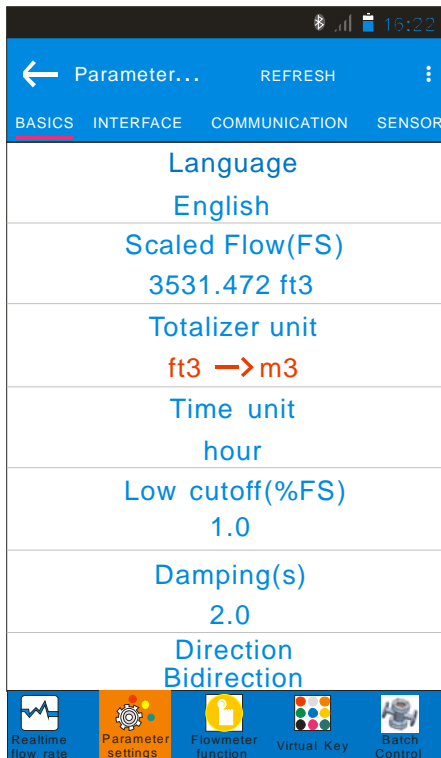 16:22
Parameter... REFRESH
BASICS INTERFACE COMMUNICATION SENSOR
Language
English
Scaled Flow(FS)
3531.472 ft3
Totalizer unit
ft3 —> m3
Time unit
hour
Low cutoff(%FS)
1.0
Damping(s)
2.0
Direction
Bidirection
Realtime flow rate
Parameter settings
Flowmeter function
Virtual Key
Batch Control